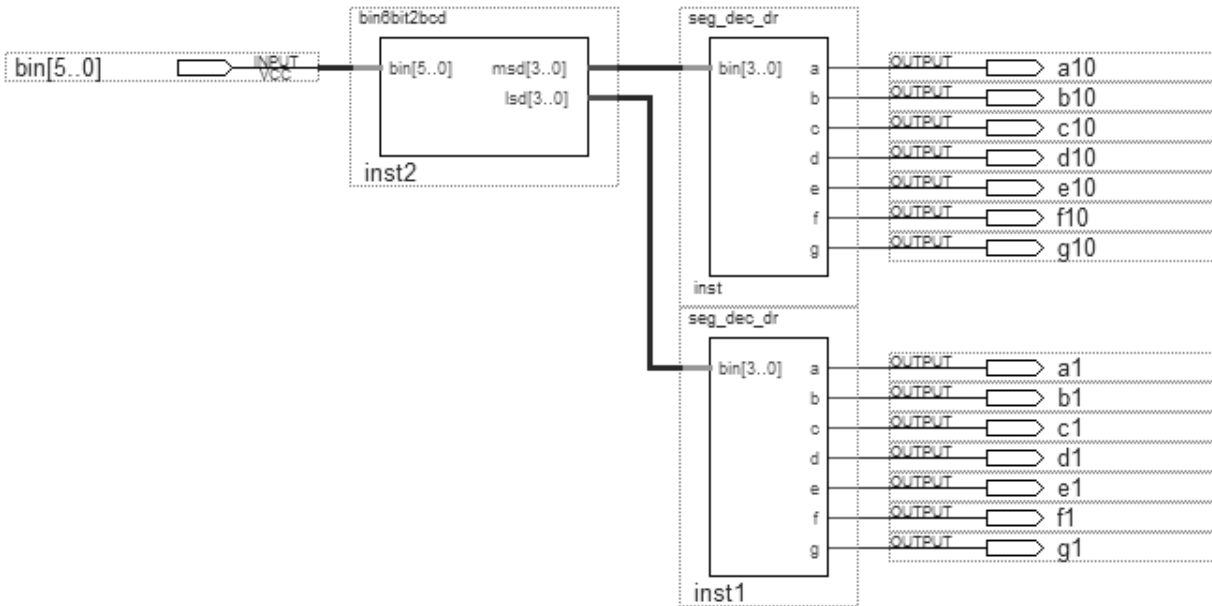 bin6bit2bcd
seg_dec_dr
bin[5..0]
INPUT
VCC
bin[5..0]
msd[3..0]
lsd[3..0]
inst2
bin[3..0]
a
b
c
d
e
f
g
inst
OUTPUT
a10
OUTPUT
b10
OUTPUT
c10
OUTPUT
d10
OUTPUT
e10
OUTPUT
f10
OUTPUT
g10
seg_dec_dr
bin[3..0]
a
b
c
d
e
f
g
inst1
OUTPUT
a1
OUTPUT
b1
OUTPUT
c1
OUTPUT
d1
OUTPUT
e1
OUTPUT
f1
OUTPUT
g1